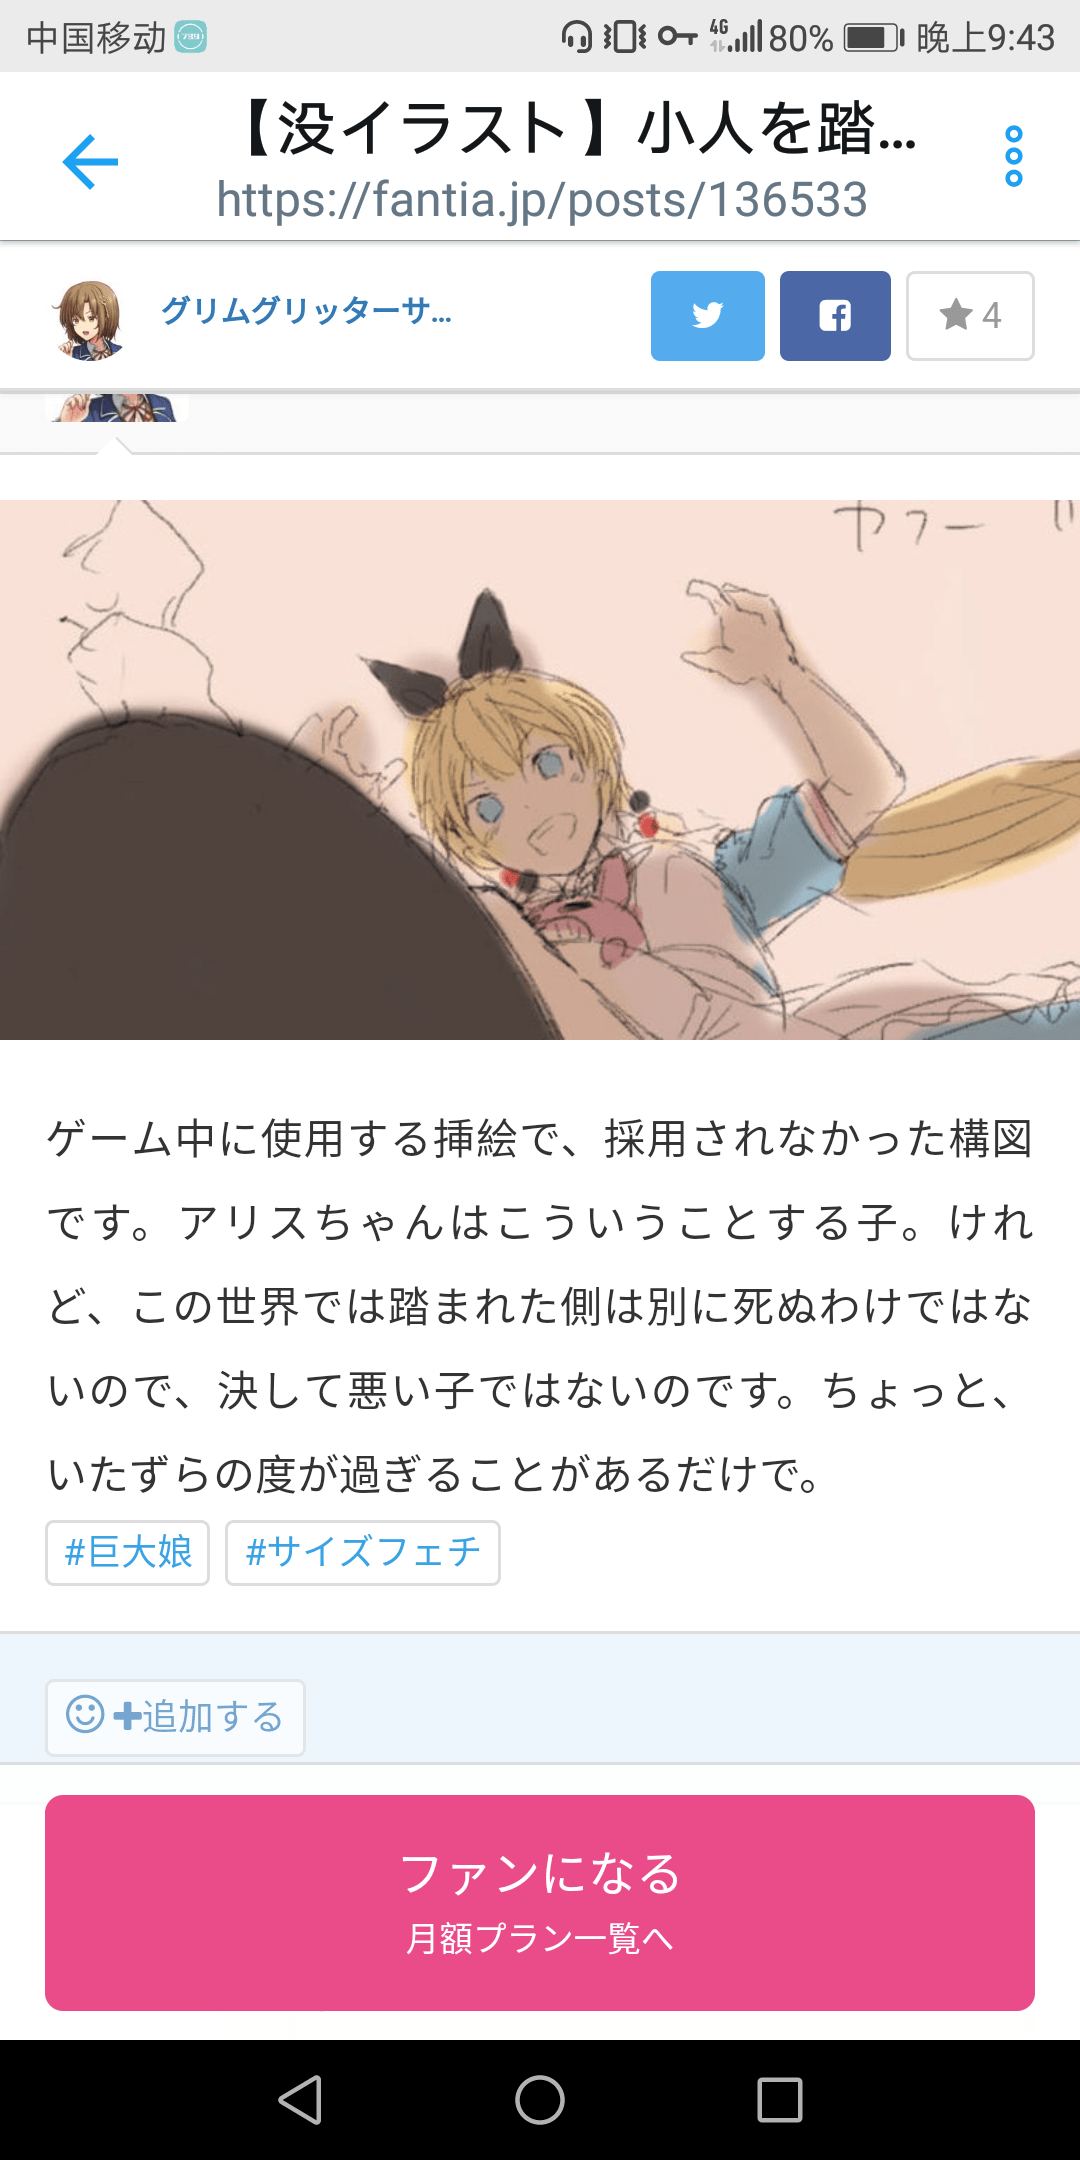 中国移动
4G
80%
晚上9:43
【没イラスト】小人を踏...
https://fantia.jp/posts/136533
グリムグリッターサ...
4
ゲーム中に使用する挿絵で、採用されなかった構図
です。アリスちゃんはこういうことする子。けれ
ど、この世界では踏まれた側は別に死ぬわけではな
いので、決して悪い子ではないのです。ちょっと、
いたずらの度が過ぎることがあるだけで。
#巨大娘
#サイズフェチ
追加する
ファンになる
月額プラン一覧へ